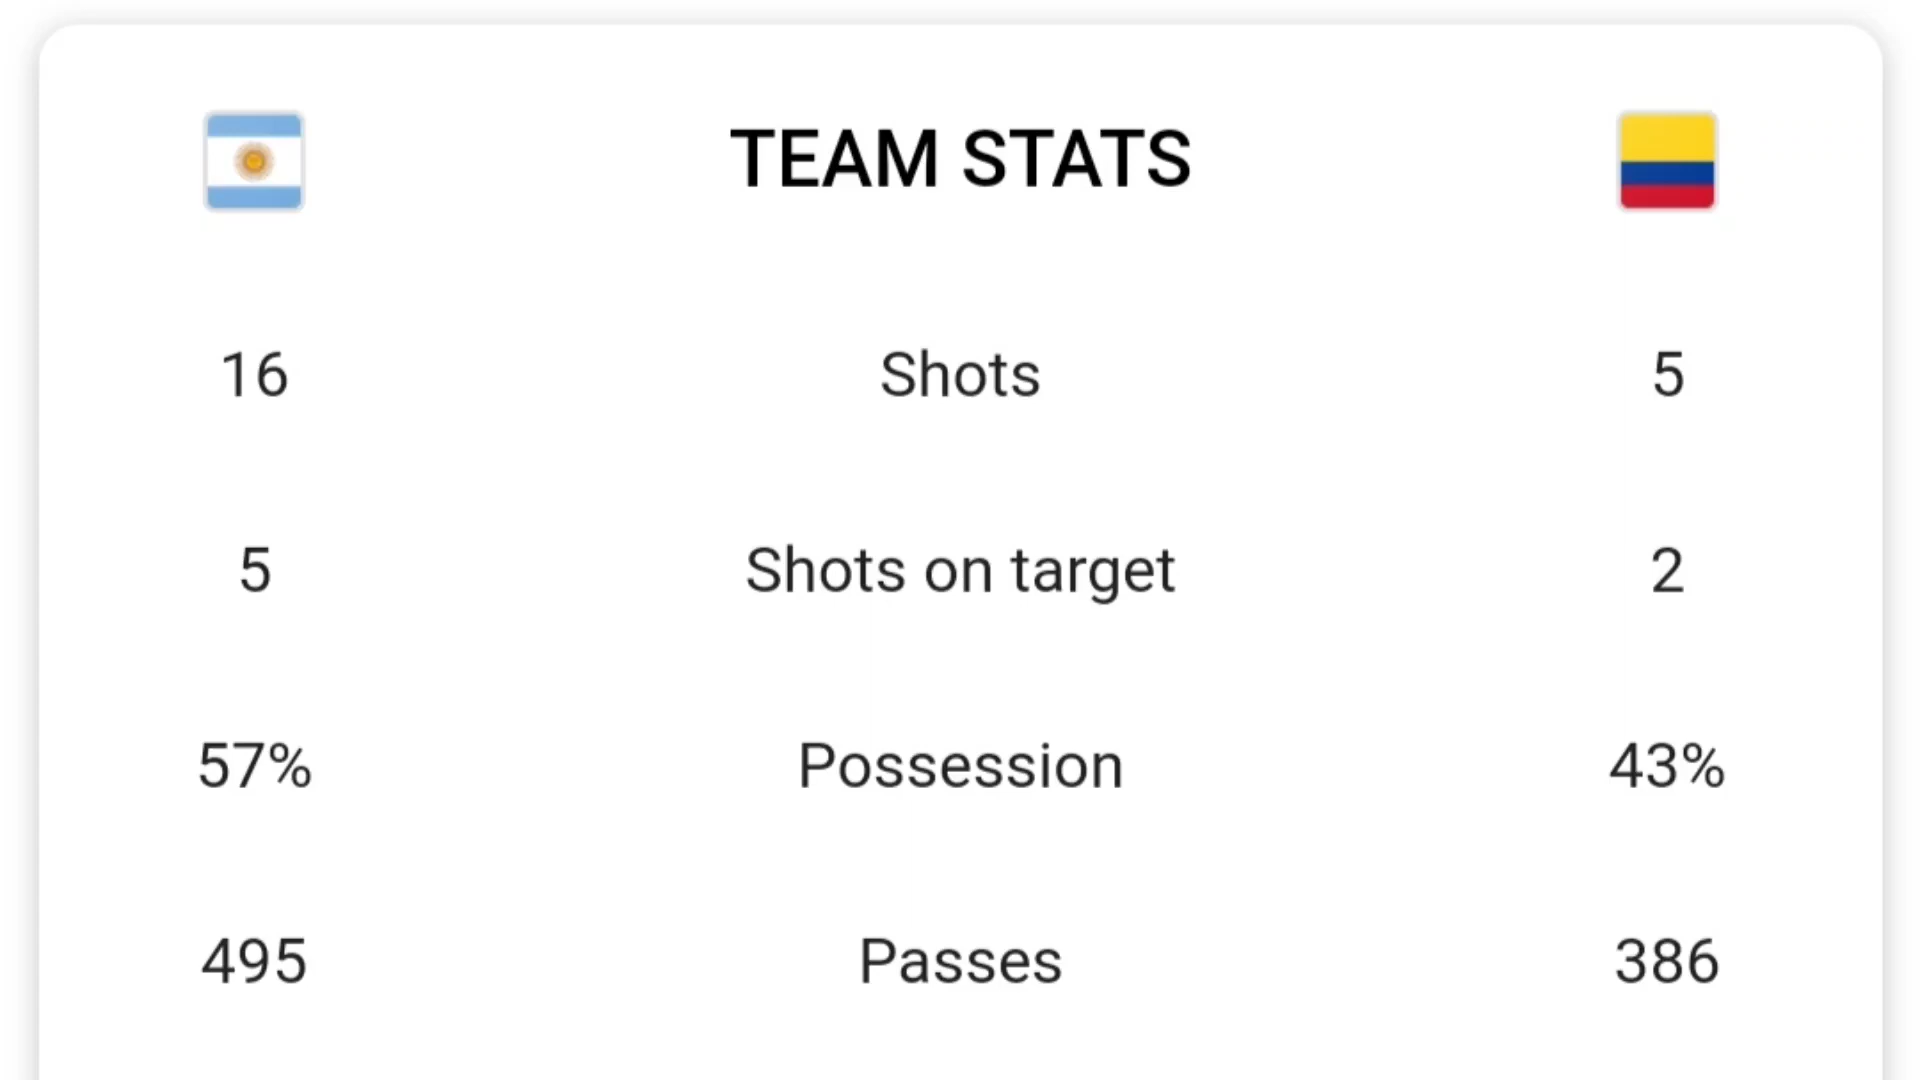 TEAM STATS
16 Shots 5
5 Shots on target 2
57% Possession 43%
495 Passes 386